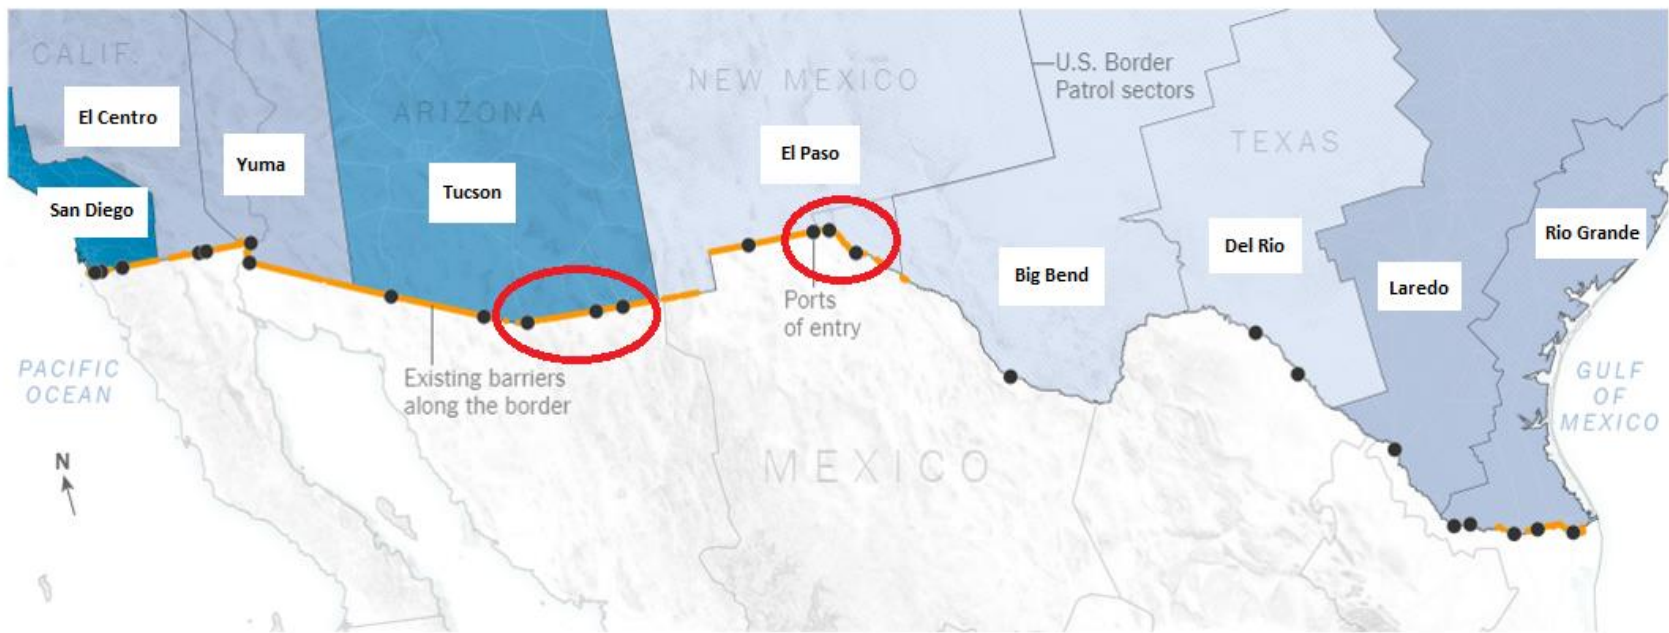 CALIF.
El Centro
San Diego
Yuma
ARIZONA
Tucson
NEW MEXICO
El Paso
U.S. Border
Patrol sectors
TEXAS
Big Bend
Del Rio
Laredo
Rio Grande
Ports
of entry
Existing barriers
along the border
PACIFIC
OCEAN
GULF
OF
MEXICO
MEXICO
N